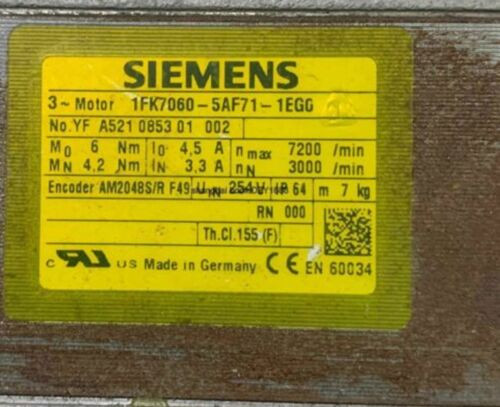 SIEMENS
3~ Motor 1FK7060-5AF71-1EG0
No.YF A521 0853 01 002
M0 6 Nm I0 4,5 A nmax 7200 /min
MN 4,2 Nm IN 3,3 A nN 3000 /min
Encoder AM2048S/R F49 UIN 254 V IP 64 m 7 kg
RN 000
Th.Cl.155 (F)
c US Made in Germany CE EN 60034